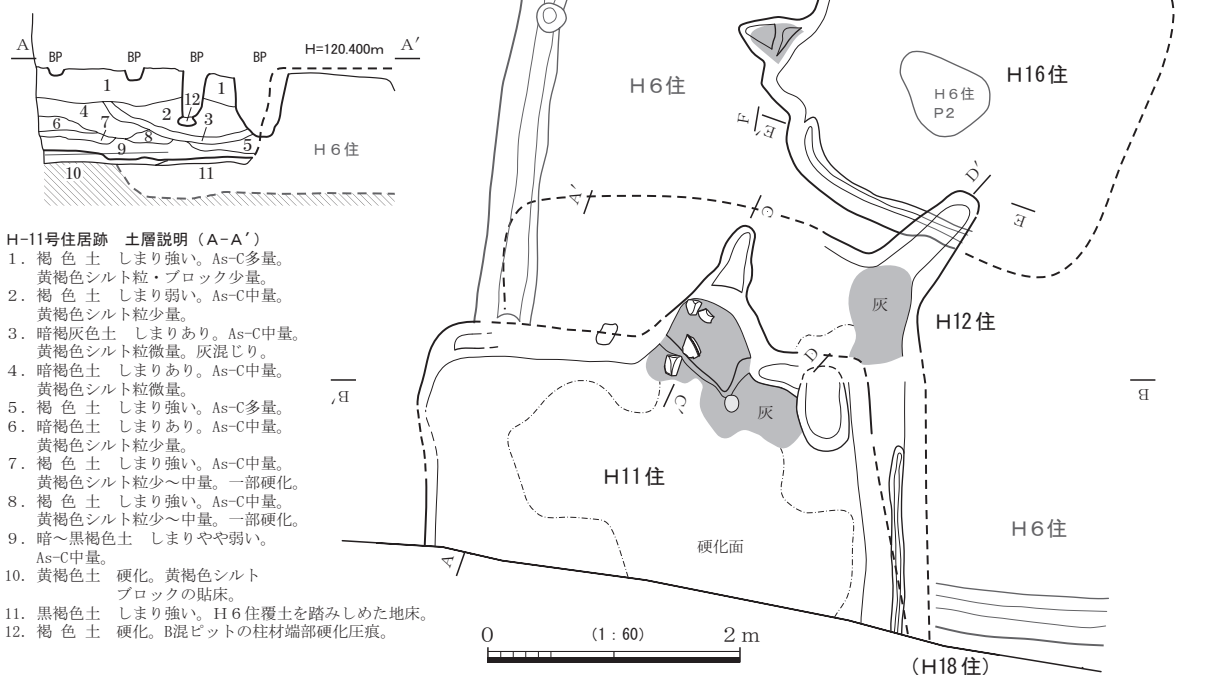 A
BP
BP
BP
BP
H=120.400m
A′
1
1
12
4
2
3
6
7
8
5
9
10
11
H6住
H-11号住居跡　土層説明（A-A′）
1．褐 色 土　しまり強い。As-C多量。
黄褐色シルト粒・ブロック少量。
2．褐 色 土　しまり弱い。As-C中量。
黄褐色シルト粒少量。
3．暗褐灰色土　しまりあり。As-C中量。
黄褐色シルト粒微量。灰混じり。
4．暗褐色土　しまりあり。As-C中量。
黄褐色シルト粒微量。
5．褐 色 土　しまり強い。As-C多量。
6．暗褐色土　しまりあり。As-C中量。
黄褐色シルト粒少量。
7．褐 色 土　しまり強い。As-C中量。
黄褐色シルト粒少～中量。一部硬化。
8．褐 色 土　しまり強い。As-C中量。
黄褐色シルト粒少～中量。一部硬化。
9．暗～黒褐色土　しまりやや弱い。
As-C中量。
10．黄褐色土　硬化。黄褐色シルト
ブロックの貼床。
11．黒褐色土　しまり強い。H６住覆土を踏みしめた地床。
12．褐 色 土　硬化。B混ピットの柱材端部硬化圧痕。
H6住
H6住
P2
H16住
F
E′
D′
E
A′
C
灰
H12住
D
B′
B
C′
灰
H11住
硬化面
H6住
A
0
（1：60）
2 m
（H18住）